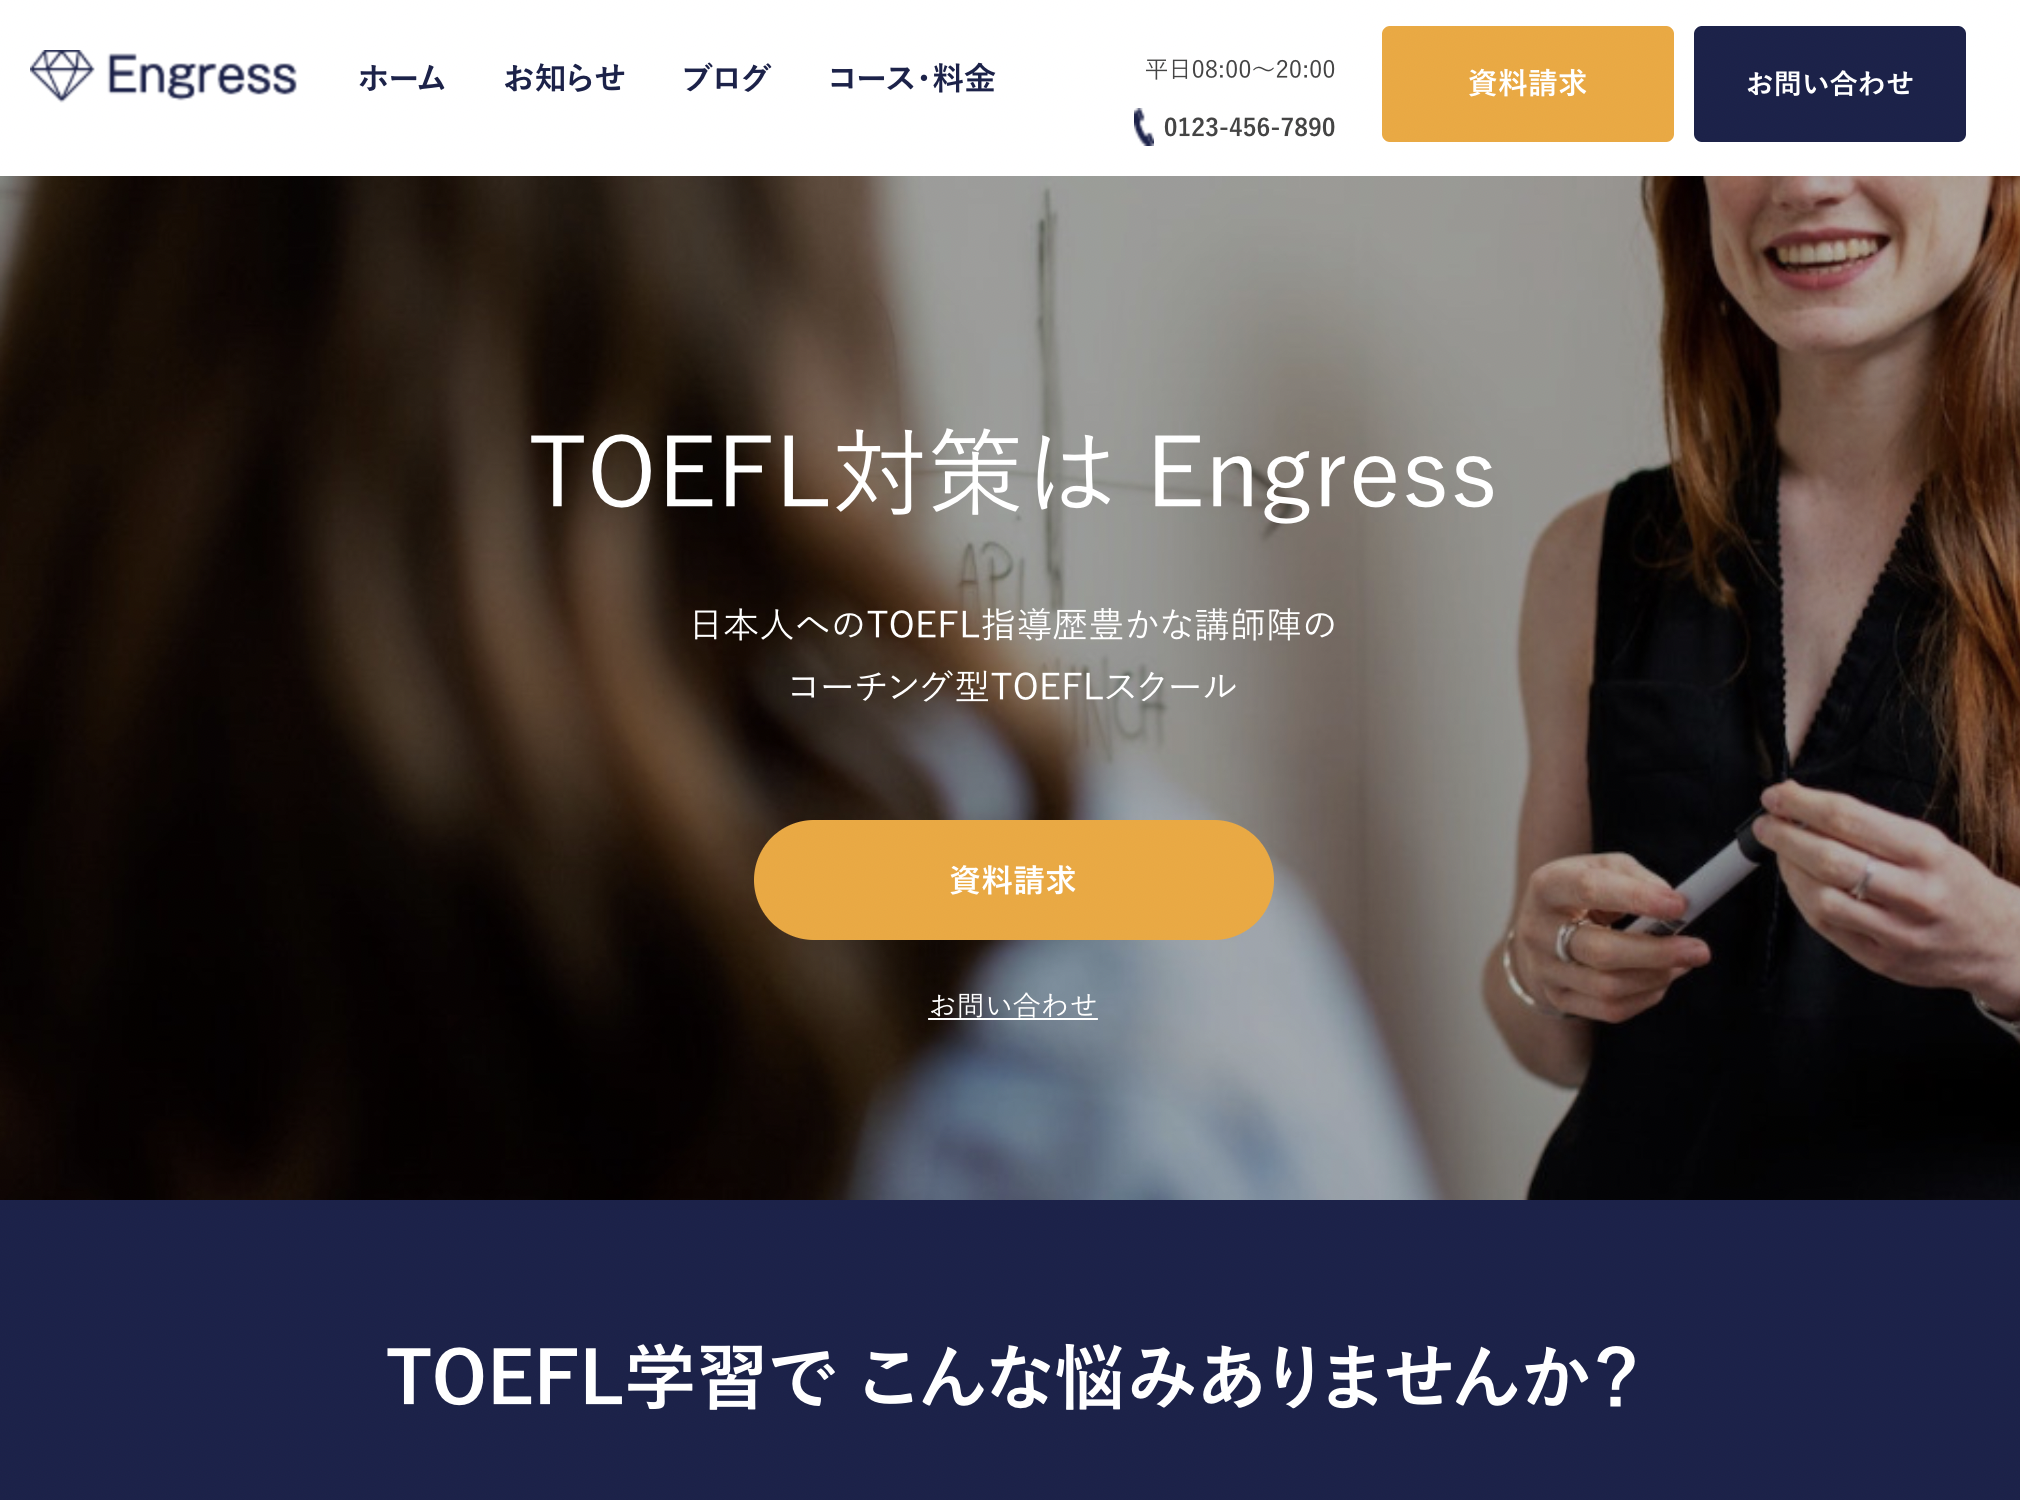 Engress
ホーム
お知らせ
ブログ
コース・料金
平日08:00〜20:00
0123-456-7890
資料請求
お問い合わせ
TOEFL対策は Engress
日本人へのTOEFL指導歴豊かな講師陣の
コーチング型TOEFLスクール
資料請求
お問い合わせ
TOEFL学習で こんな悩みありませんか？